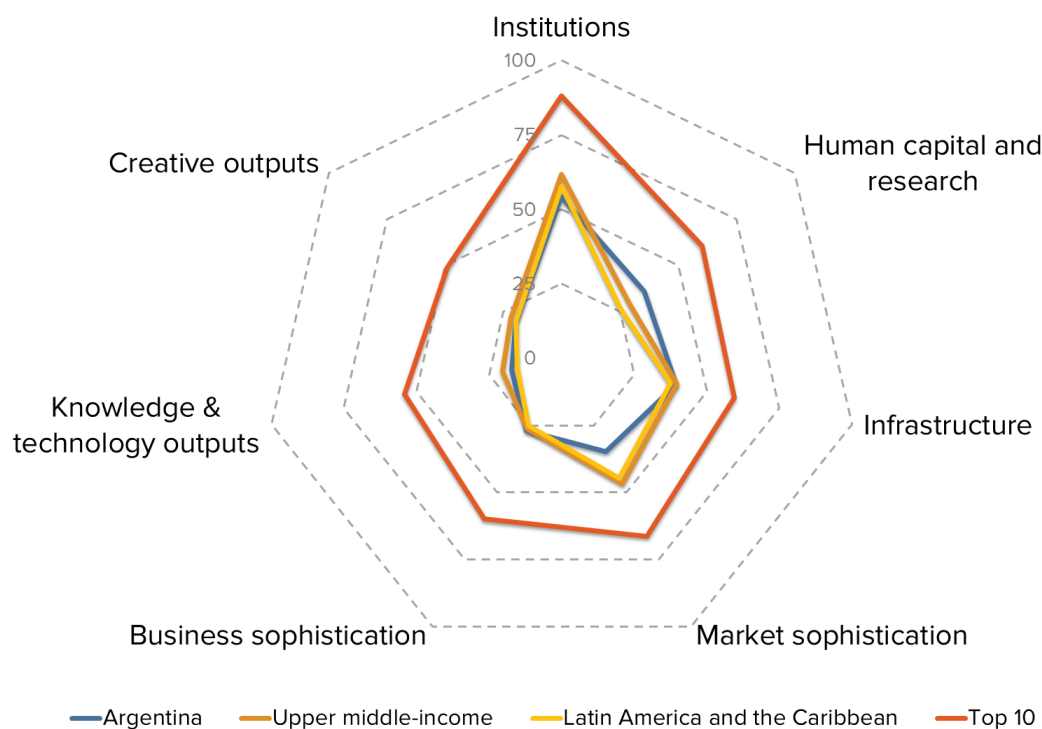 Institutions
100
Human capital and
research
Creative outputs
75
50
25
0
Knowledge &
technology outputs
Infrastructure
Business sophistication
Market sophistication
Argentina
Upper middle-income
Latin America and the Caribbean
Top 10